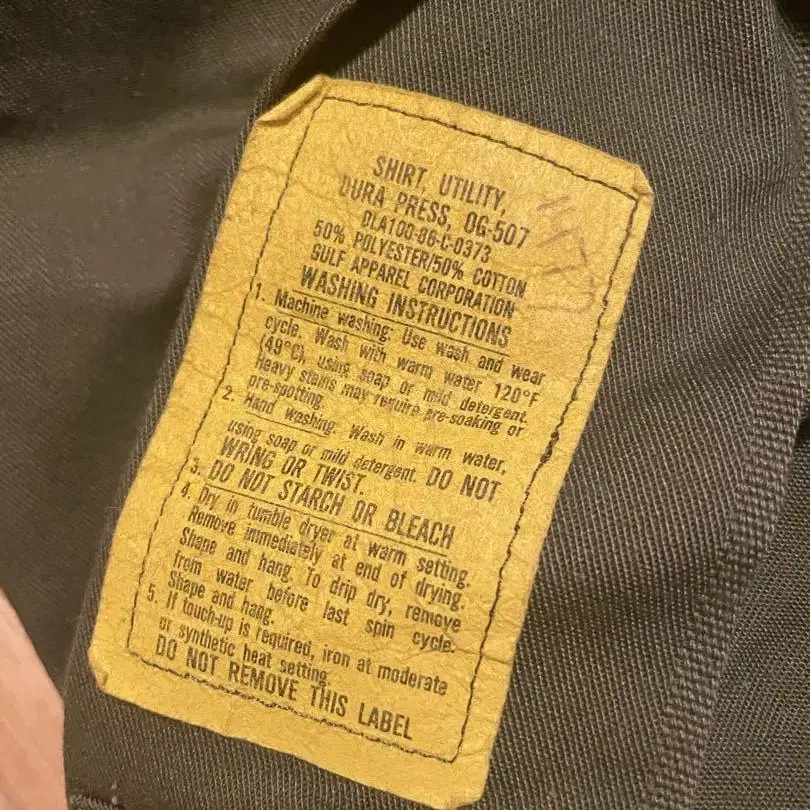 SHIRT, UTILITY,
DURA PRESS, OG-507
DLA100-86-C-0373
50% POLYESTER/50% COTTON
GULF APPAREL CORPORATION
WASHING INSTRUCTIONS
1. Machine washing: Use wash and wear
cycle. Wash with warm water 120°F
(49°C), using soap or mild detergent.
Heavy stains may require pre-soaking or
pre-spotting.
2. Hand washing: Wash in warm water,
using soap or mild detergent. DO NOT
WRING OR TWIST.
3. DO NOT STARCH OR BLEACH
4. Dry in tumble dryer at warm setting.
Remove immediately at end of drying.
Shape and hang. To drip dry, remove
from water before last spin cycle.
Shape and hang.
5. If touch-up is required, iron at moderate
or synthetic heat setting.
DO NOT REMOVE THIS LABEL